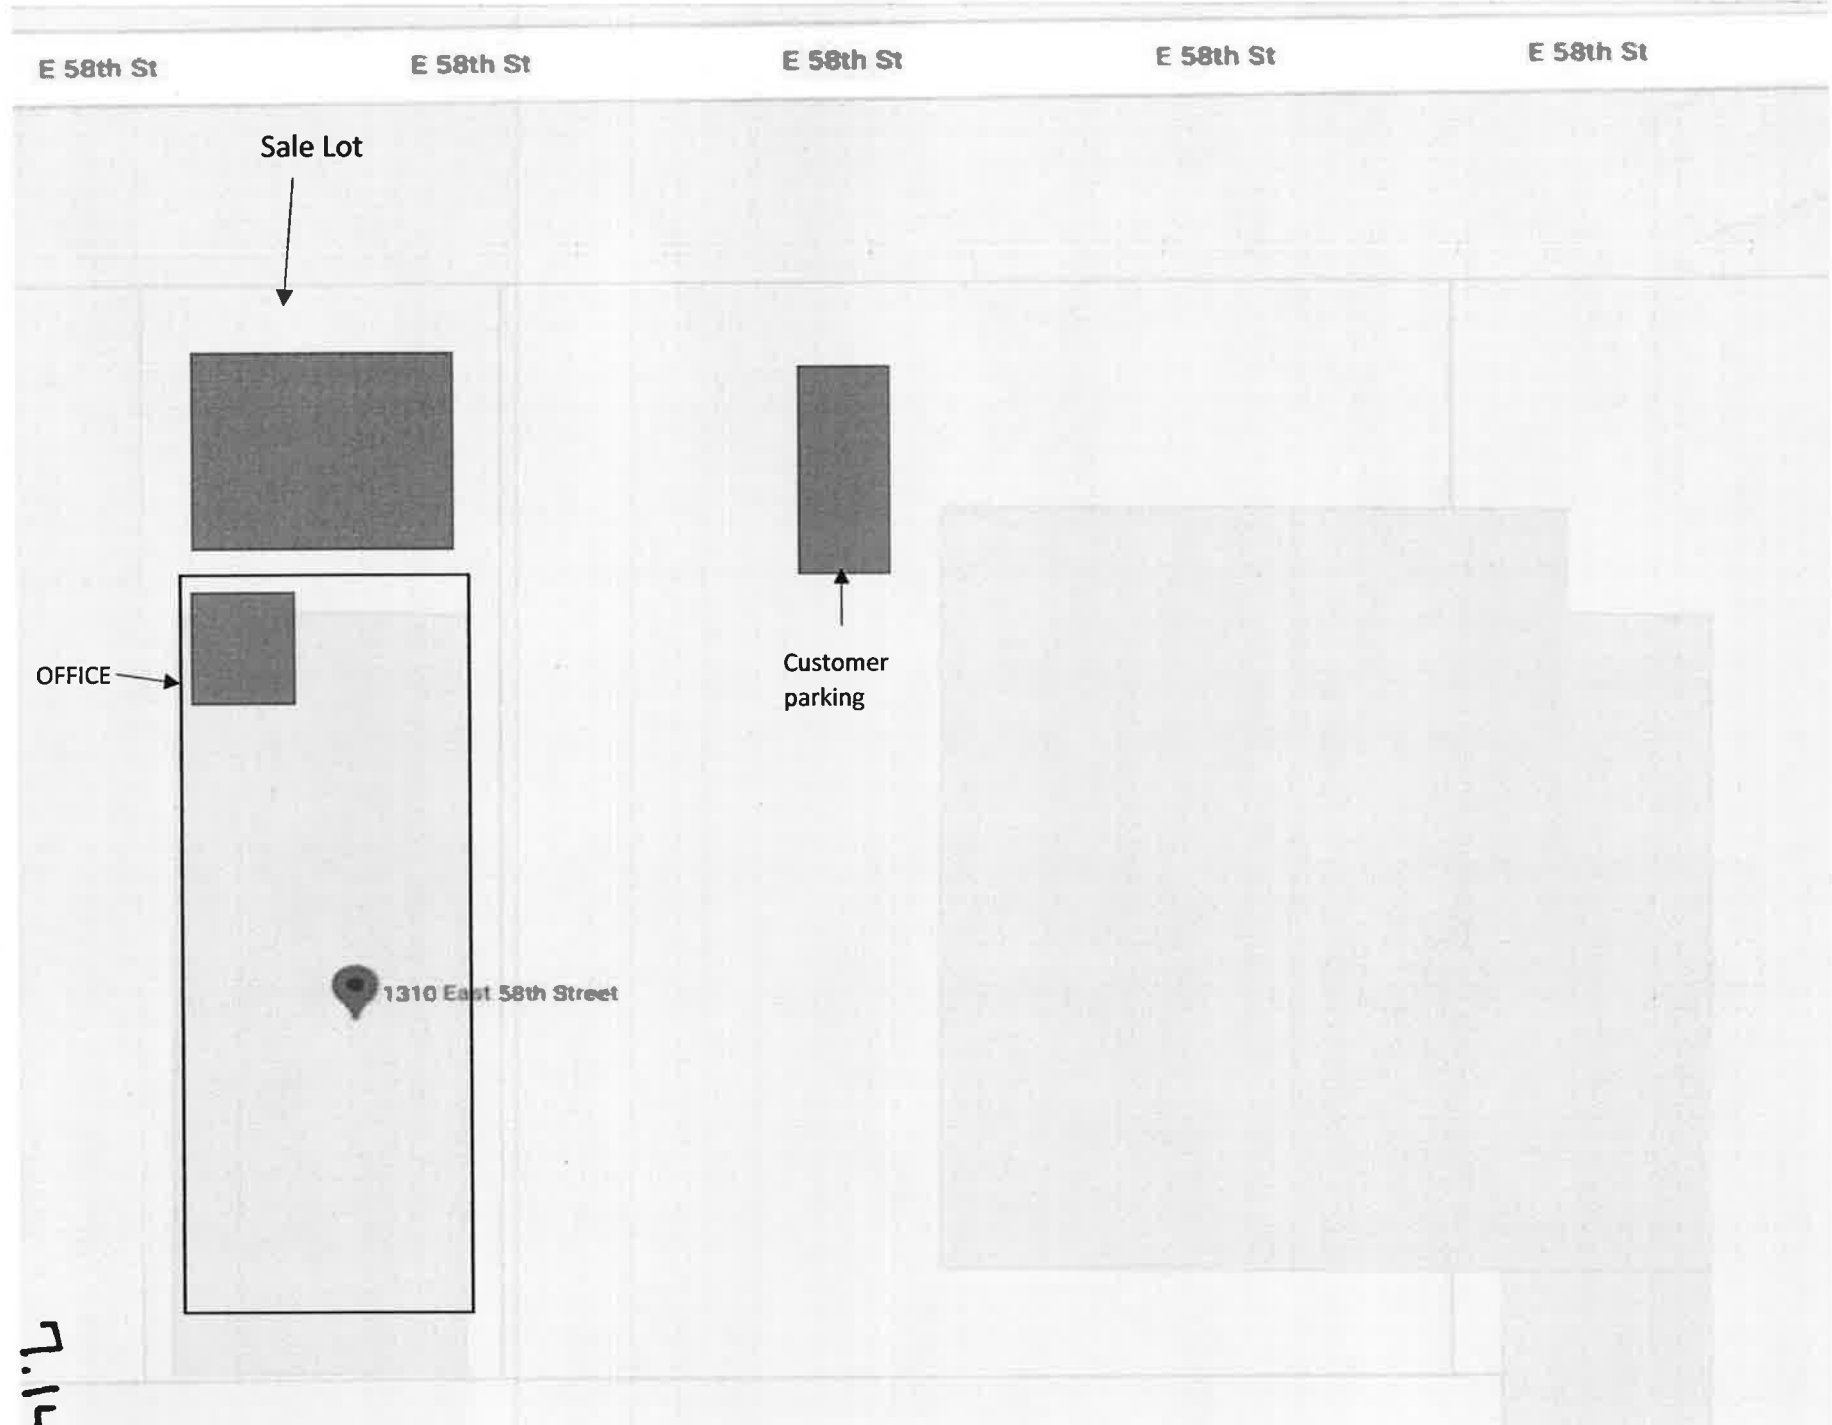 E 58th St E 58th St E 58th St E 58th St E 58th St
Sale Lot
OFFICE
Customer
parking
1310 East 58th Street